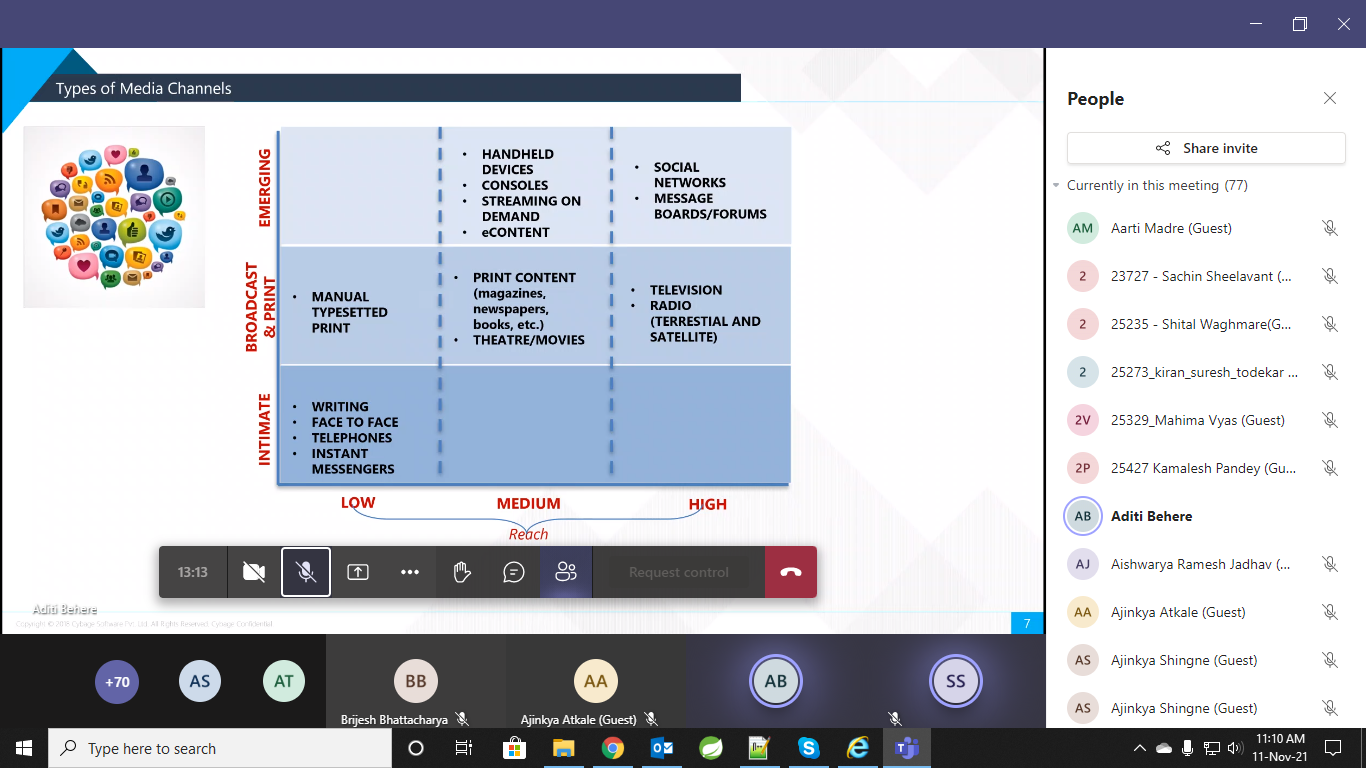 Types of Media Channels
EMERGING
• HANDHELD
DEVICES
• CONSOLES
• STREAMING ON
DEMAND
• eCONTENT
• SOCIAL
NETWORKS
• MESSAGE
BOARDS/FORUMS
BROADCAST
& PRINT
• MANUAL
TYPESETTED
PRINT
• PRINT CONTENT
(magazines,
newspapers,
books, etc.)
• THEATRE/MOVIES
• TELEVISION
• RADIO
(TERRESTIAL AND
SATELLITE)
INTIMATE
• WRITING
• FACE TO FACE
• TELEPHONES
• INSTANT
MESSENGERS
LOW MEDIUM HIGH
Reach
13:13 Request control
Aditi Behere
Copyright © 2016 Cybage Software Pvt. Ltd. All Rights Reserved. Cybage Confidential.
7
+70 AS AT BB AA AB SS
Brijesh Bhattacharya Ajinkya Atkale (Guest)
People
Share invite
Currently in this meeting (77)
AM Aarti Madre (Guest)
2 23727 - Sachin Sheelavant (...
2 25235 - Shital Waghmare(G...
2 25273_kiran_suresh_todekar ...
2V 25329_Mahima Vyas (Guest)
2P 25427 Kamalesh Pandey (Gu...
AB Aditi Behere
AJ Aishwarya Ramesh Jadhav (...
AA Ajinkya Atkale (Guest)
AS Ajinkya Shingne (Guest)
AS Ajinkya Shingne (Guest)
Type here to search
11:10 AM
11-Nov-21